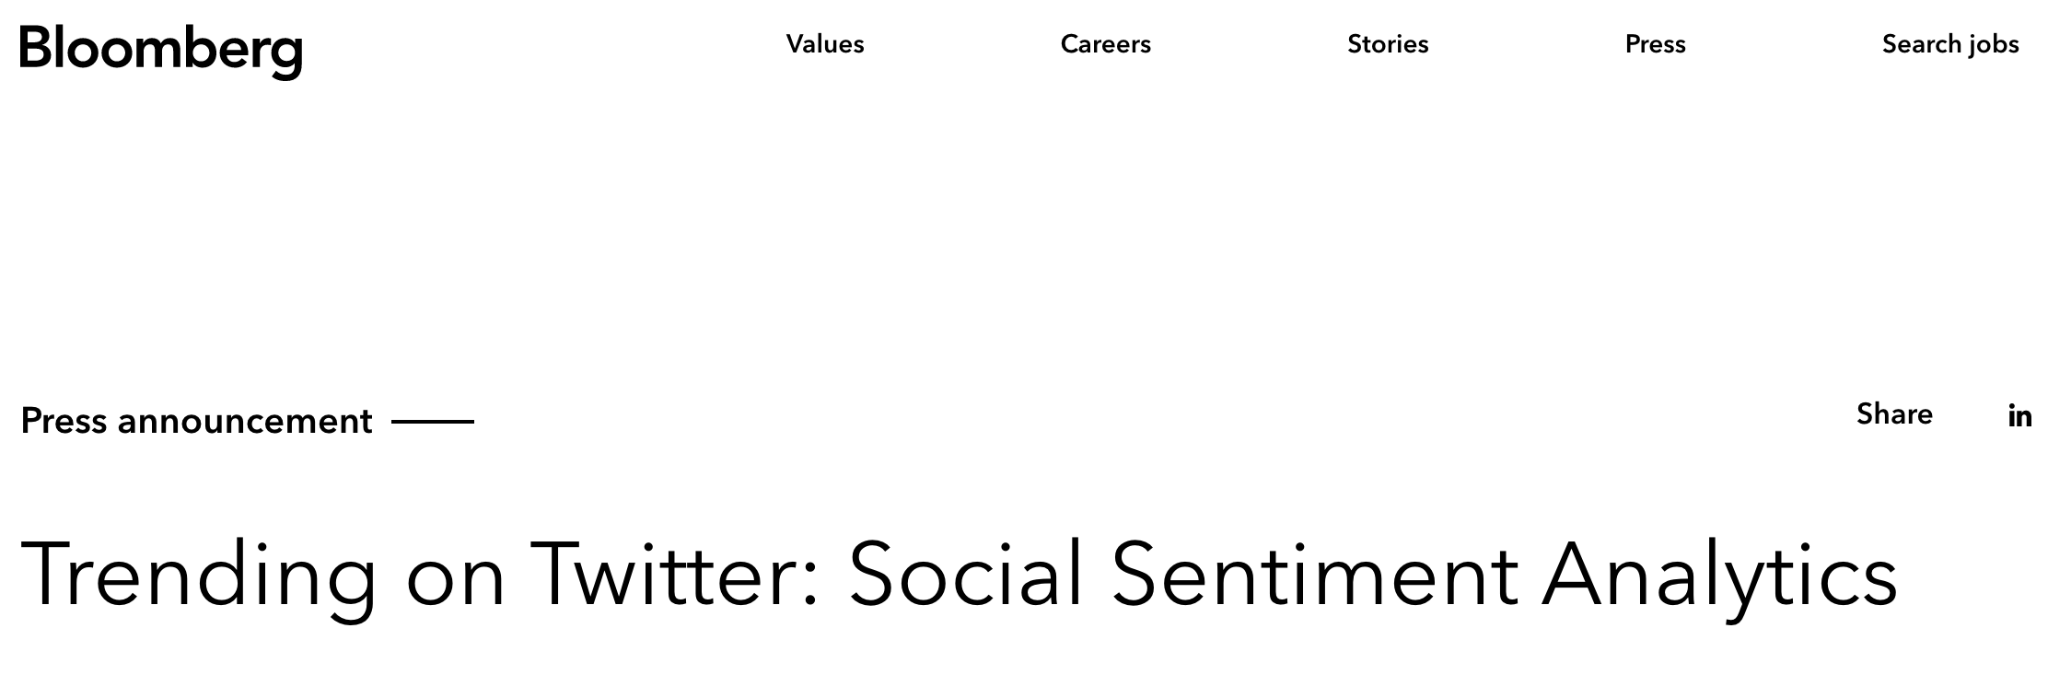 Bloomberg Values Careers Stories Press Search jobs
Press announcement Share in
Trending on Twitter: Social Sentiment Analytics